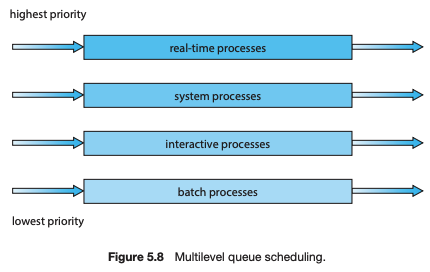 highest priority
real-time processes
system processes
interactive processes
batch processes
lowest priority
Figure 5.8 Multilevel queue scheduling.